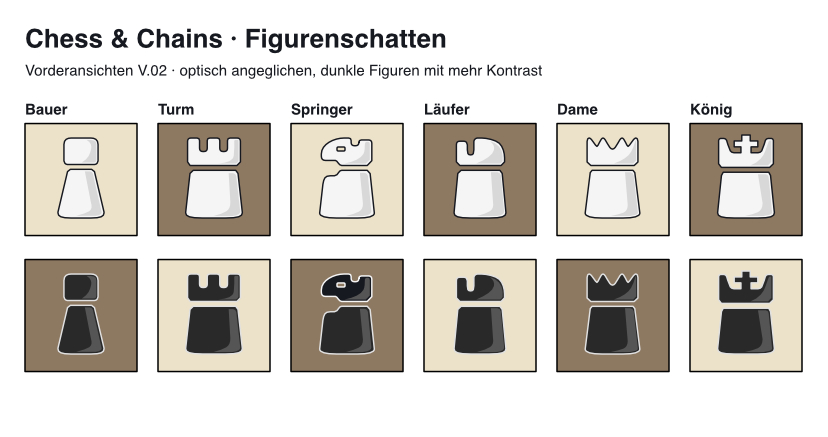 Chess & Chains · Figurenschatten
Vorderansichten V.02 · optisch angeglichen, dunkle Figuren mit mehr Kontrast
Bauer Turm Springer Läufer Dame König